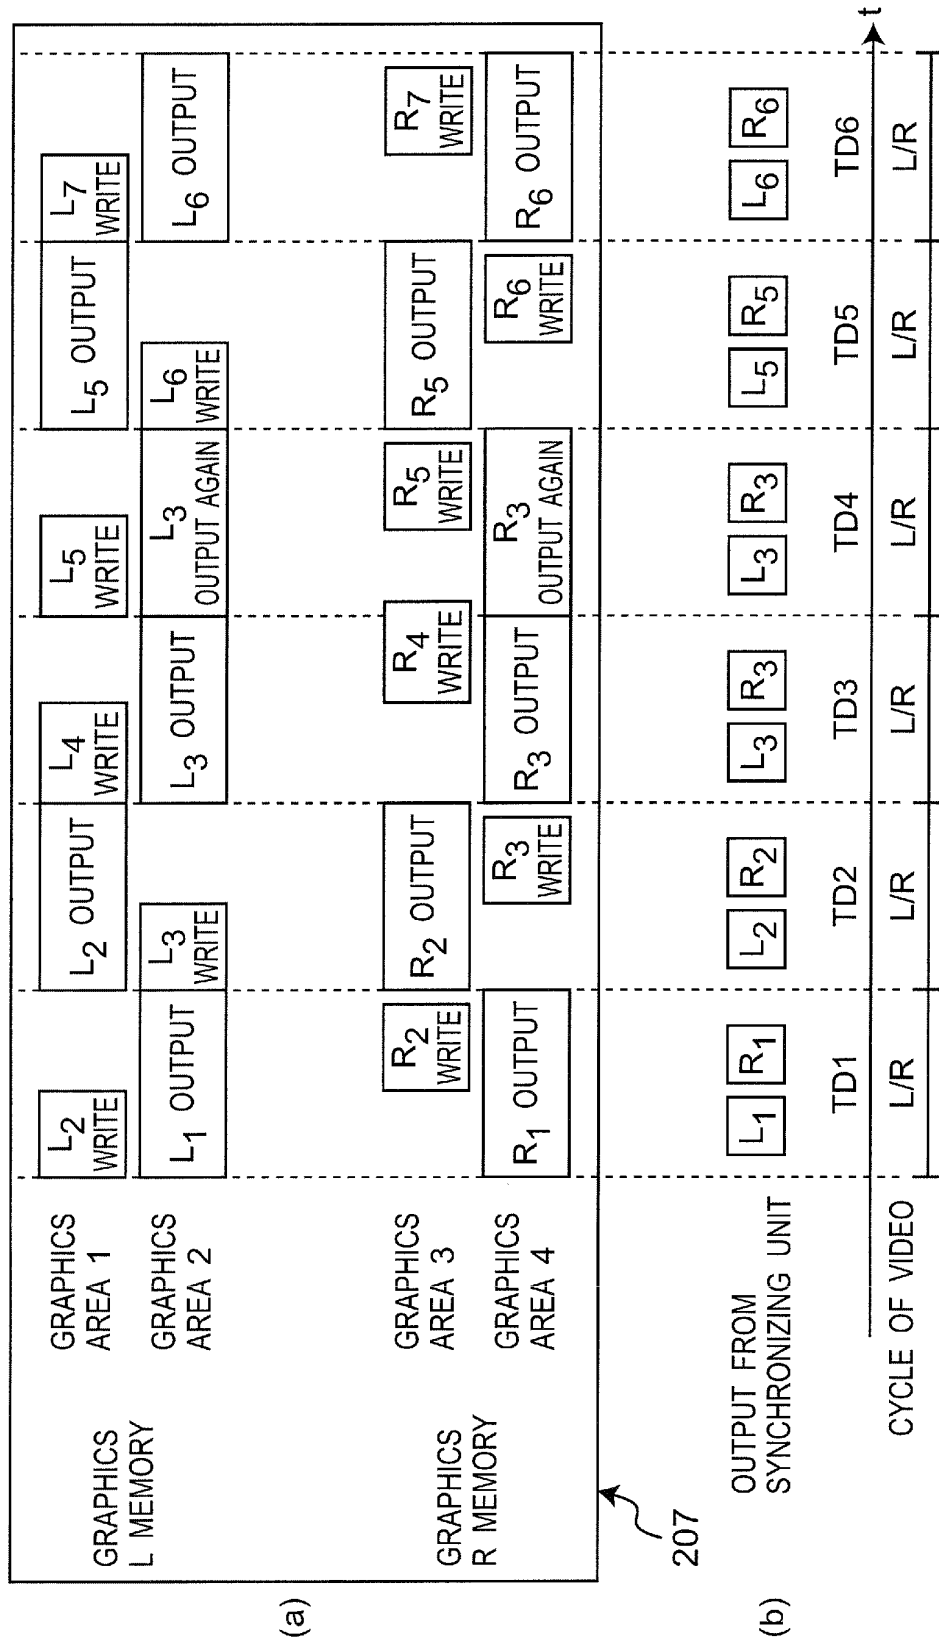 (a)
GRAPHICS
L MEMORY
GRAPHICS
AREA 1
L2
WRITE
L2 OUTPUT
L4
WRITE
L5
WRITE
L5 OUTPUT
L7
WRITE
GRAPHICS
AREA 2
L1 OUTPUT
L3
WRITE
L3 OUTPUT
L3
OUTPUT AGAIN
L6
WRITE
L6 OUTPUT
GRAPHICS
R MEMORY
GRAPHICS
AREA 3
R2
WRITE
R2 OUTPUT
R4
WRITE
R5
WRITE
R5 OUTPUT
R7
WRITE
GRAPHICS
AREA 4
R1 OUTPUT
R3
WRITE
R3 OUTPUT
R3
OUTPUT AGAIN
R6
WRITE
R6 OUTPUT
207
(b)
OUTPUT FROM
SYNCHRONIZING UNIT
L1 R1 L2 R2 L3 R3 L3 R3 L5 R5 L6 R6
TD1 TD2 TD3 TD4 TD5 TD6
t
CYCLE OF VIDEO
L/R L/R L/R L/R L/R L/R